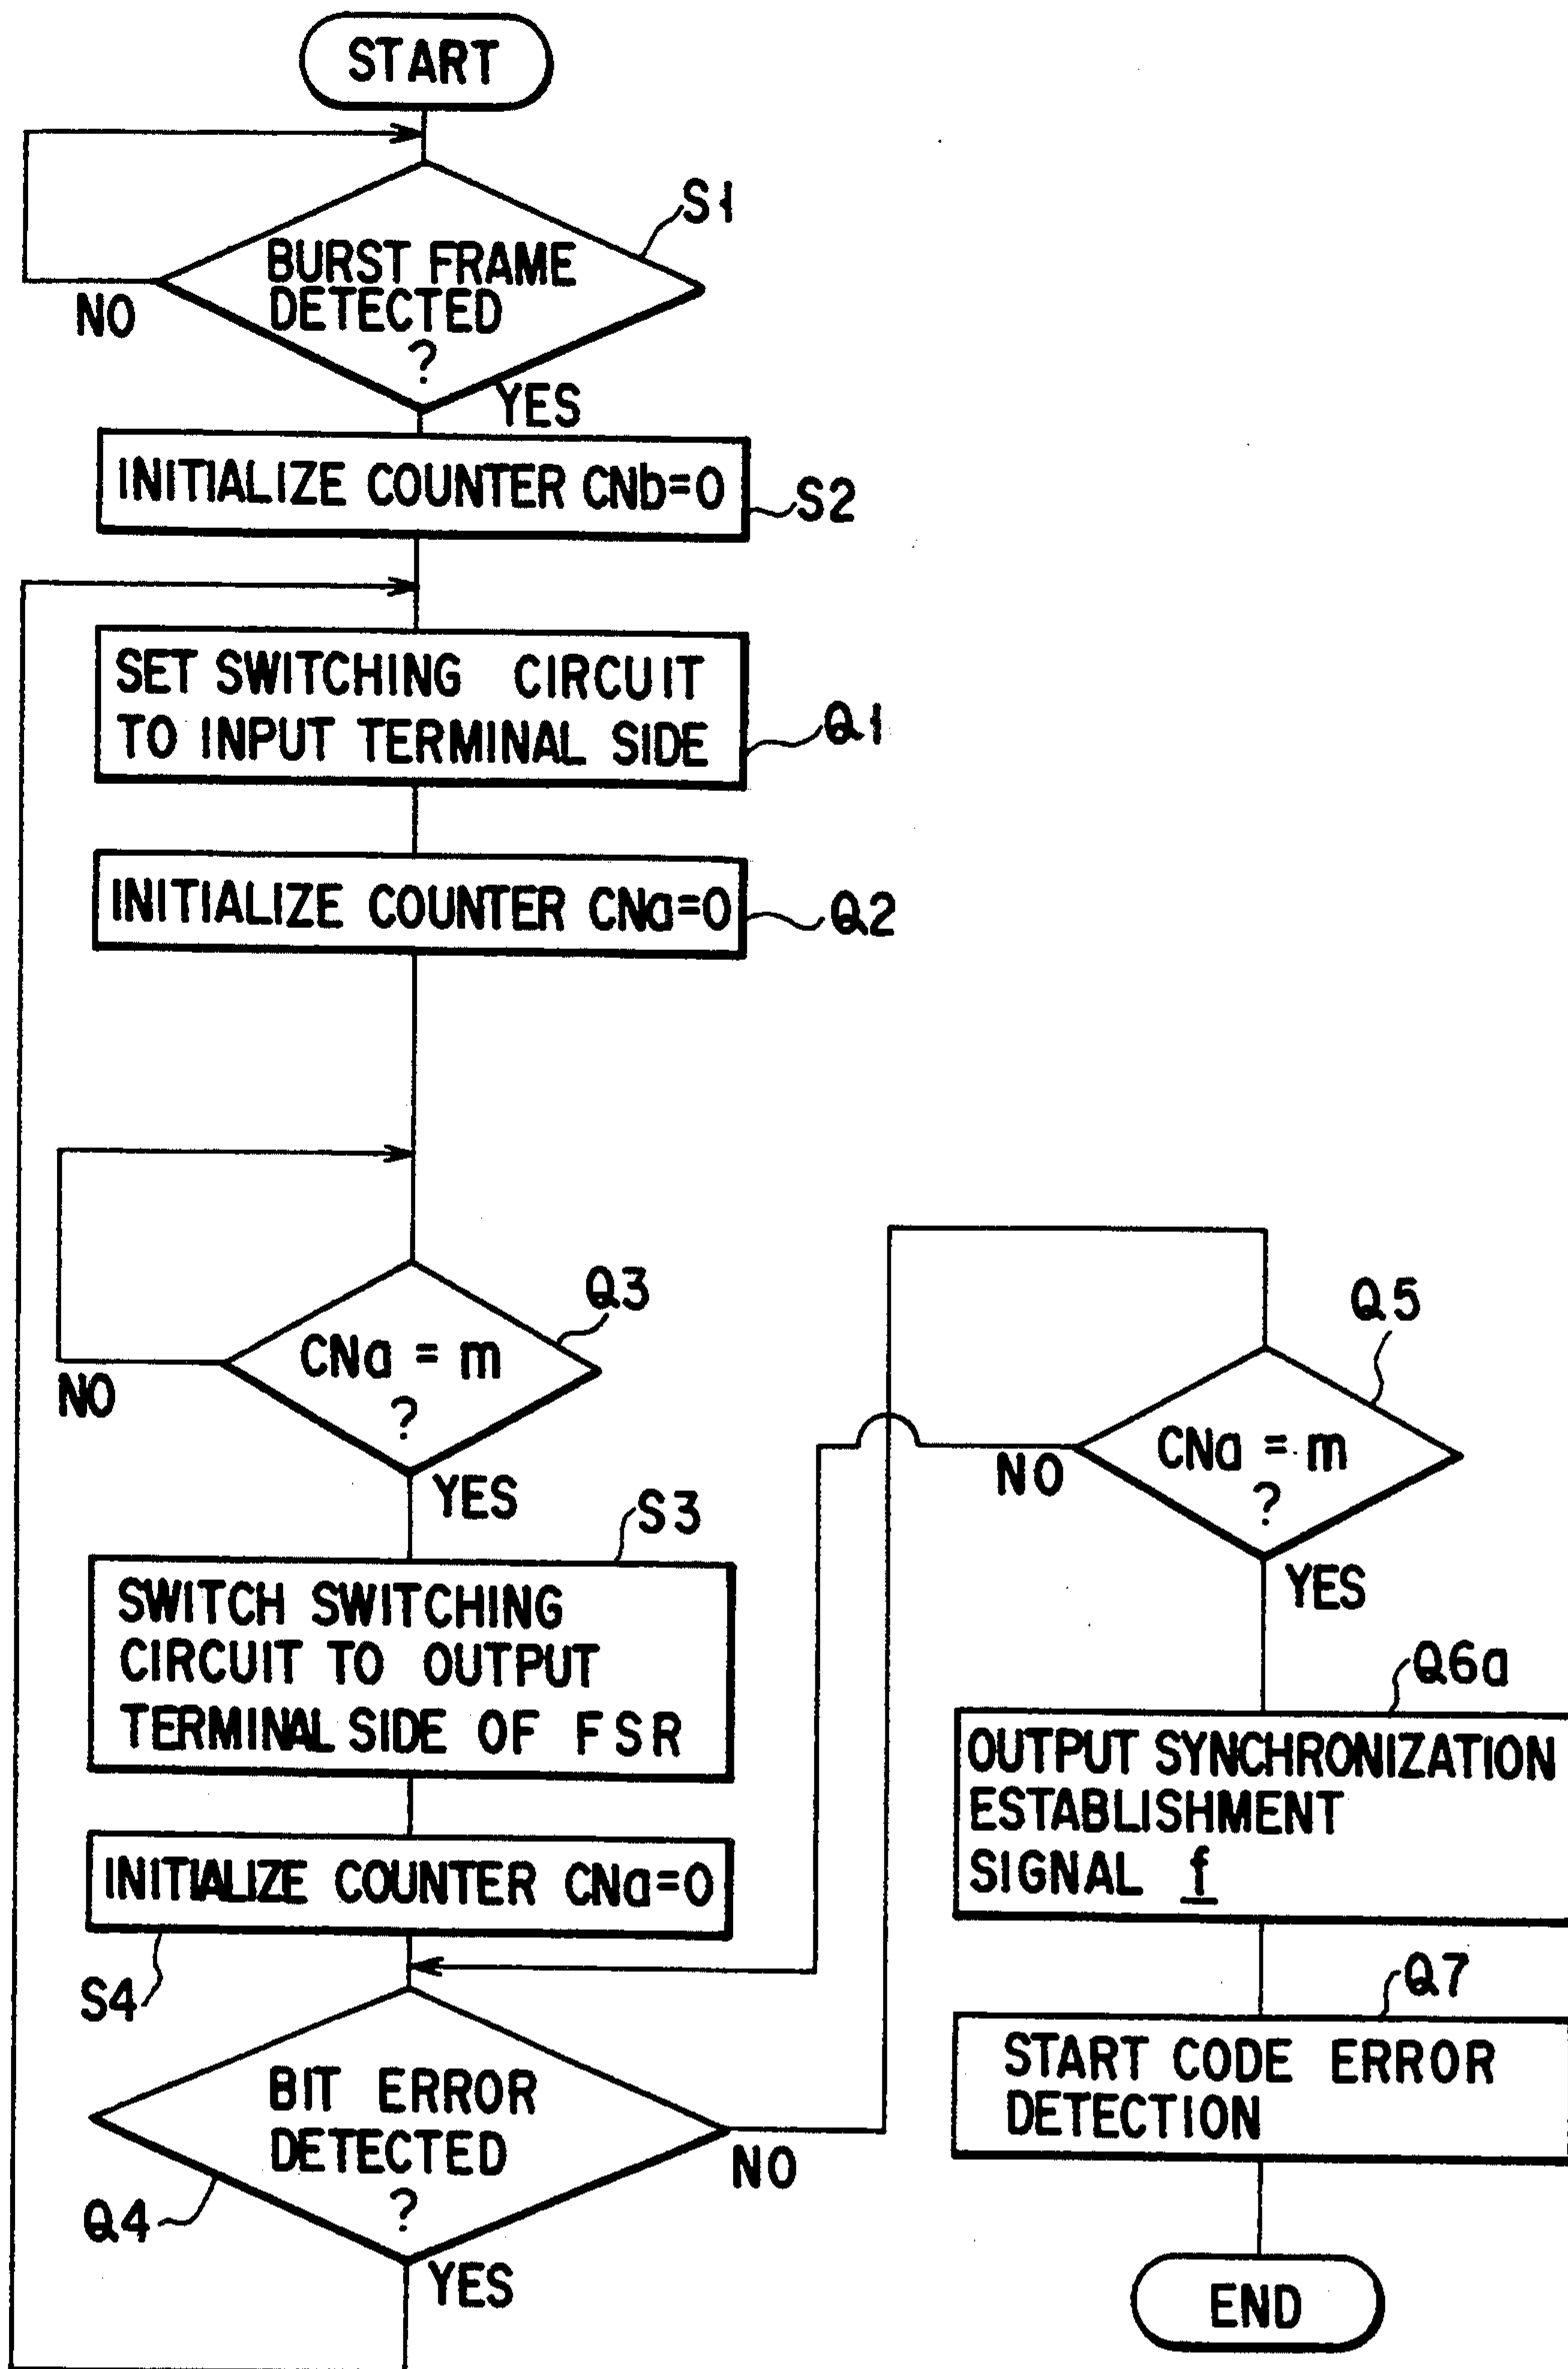 START
S1
BURST FRAME
DETECTED
?
NO
YES
INITIALIZE COUNTER CNb=0
S2
SET SWITCHING CIRCUIT
TO INPUT TERMINAL SIDE
Q1
INITIALIZE COUNTER CNa=0
Q2
Q3
CNa = m
?
NO
YES
S3
SWITCH SWITCHING
CIRCUIT TO OUTPUT
TERMINAL SIDE OF FSR
INITIALIZE COUNTER CNa=0
S4
BIT ERROR
DETECTED
?
Q4
NO
YES
Q5
CNa = m
?
NO
YES
Q6a
OUTPUT SYNCHRONIZATION
ESTABLISHMENT
SIGNAL f
Q7
START CODE ERROR
DETECTION
END